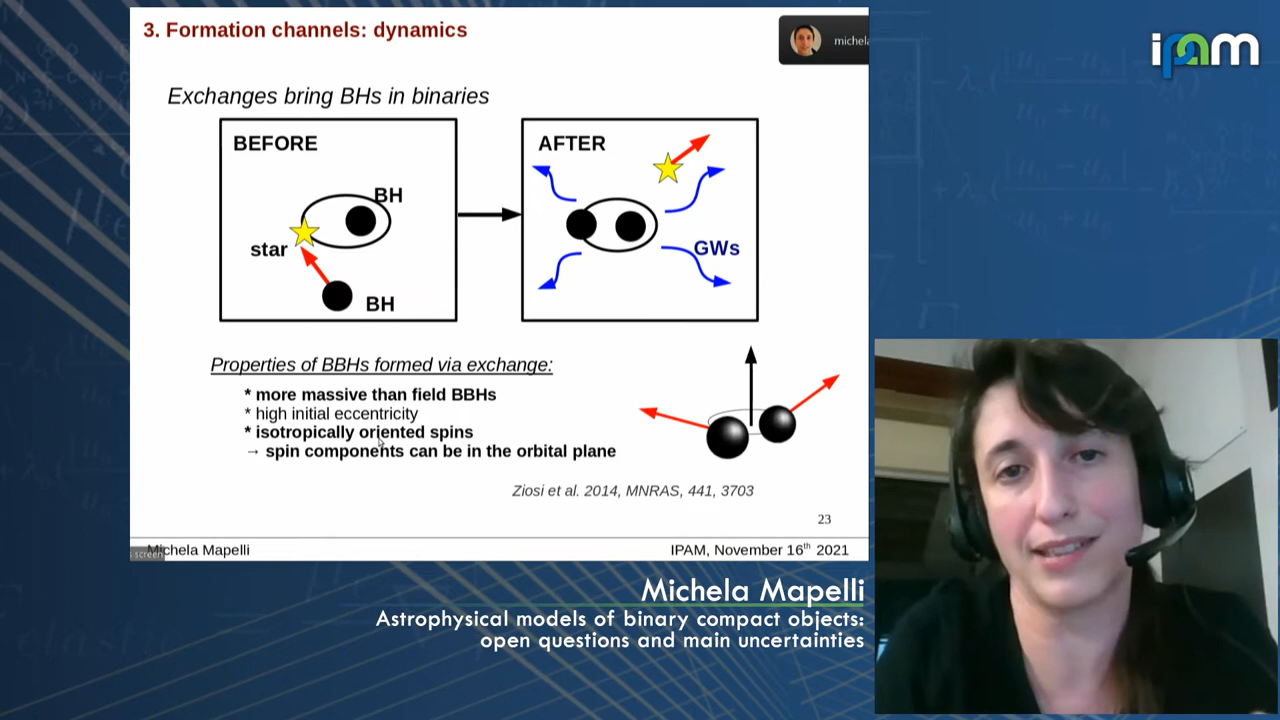 3. Formation channels: dynamics
michela
ipam
Exchanges bring BHs in binaries
BEFORE
BH
star
BH
AFTER
GWs
Properties of BBHs formed via exchange:
* more massive than field BBHs
* high initial eccentricity
* isotropically oriented spins
→ spin components can be in the orbital plane
Ziosi et al. 2014, MNRAS, 441, 3703
23
screen
Michela Mapelli
IPAM, November 16th 2021
Michela Mapelli
Astrophysical models of binary compact objects:
open questions and main uncertainties